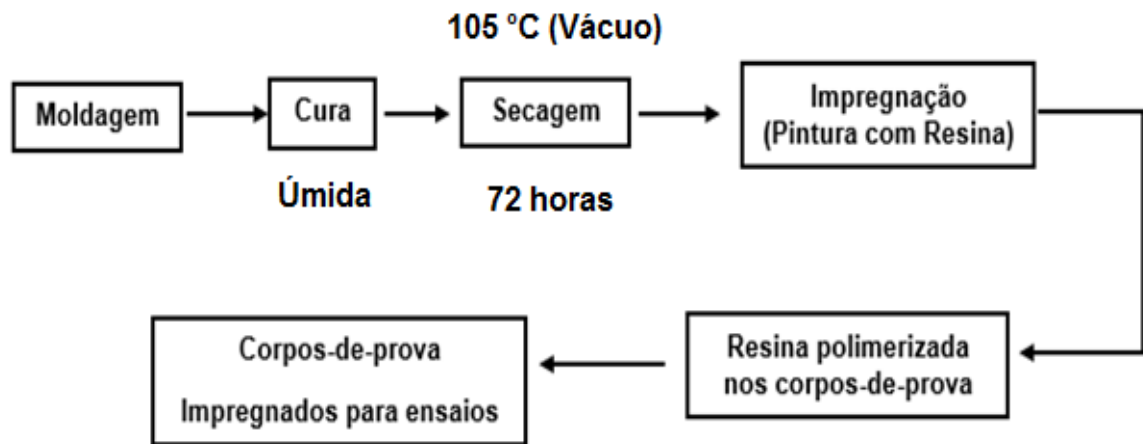 105 °C (Vácuo)
Moldagem
Cura
Secagem
Impregnação
(Pintura com Resina)
Úmida
72 horas
Resina polimerizada
nos corpos-de-prova
Corpos-de-prova
Impregnados para ensaios